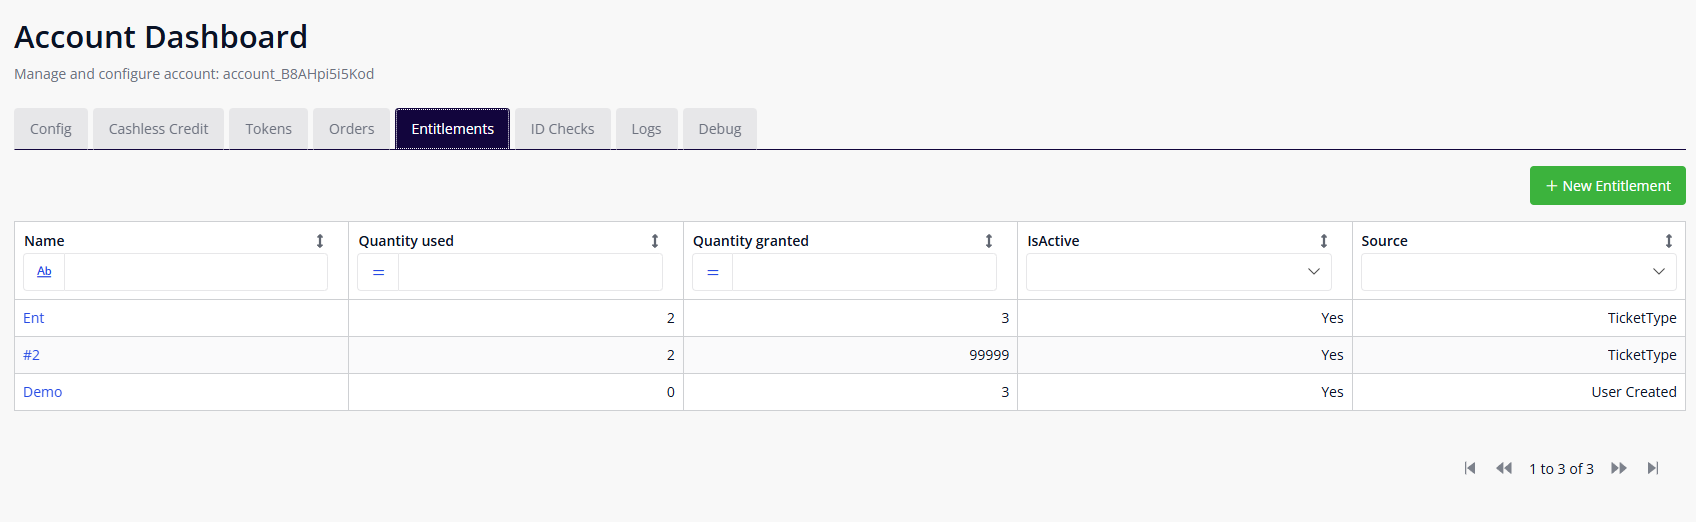 Account Dashboard
Manage and configure account: account_B8AHpi5i5Kod
Config Cashless Credit Tokens Orders Entitlements ID Checks Logs Debug
+ New Entitlement
Name Quantity used Quantity granted IsActive Source
Ab = =
Ent 2 3 Yes TicketType
#2 2 99999 Yes TicketType
Demo 0 3 Yes User Created
1 to 3 of 3